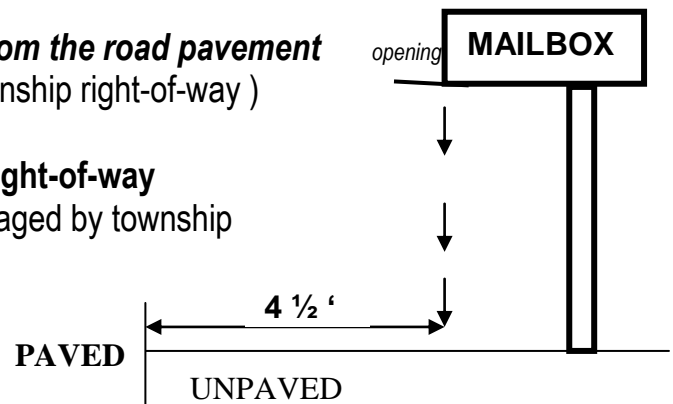 om the road pavement
opening
MAILBOX
nship right-of-way )
ght-of-way
aged by township
4 ½ ‘
PAVED
UNPAVED